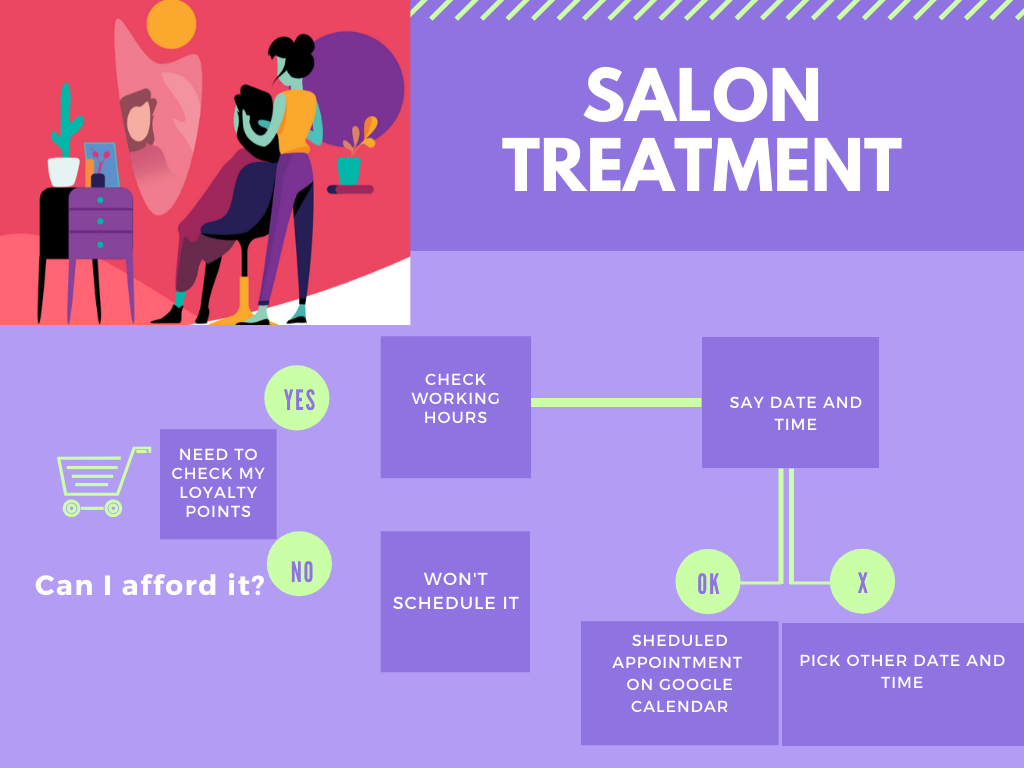 SALON
TREATMENT
YES
CHECK
WORKING
HOURS
SAY DATE AND
TIME
NEED TO
CHECK MY
LOYALTY
POINTS
Can I afford it?
NO
WON'T
SCHEDULE IT
OK
X
SHEDULED
APPOINTMENT
ON GOOGLE
CALENDAR
PICK OTHER DATE AND
TIME